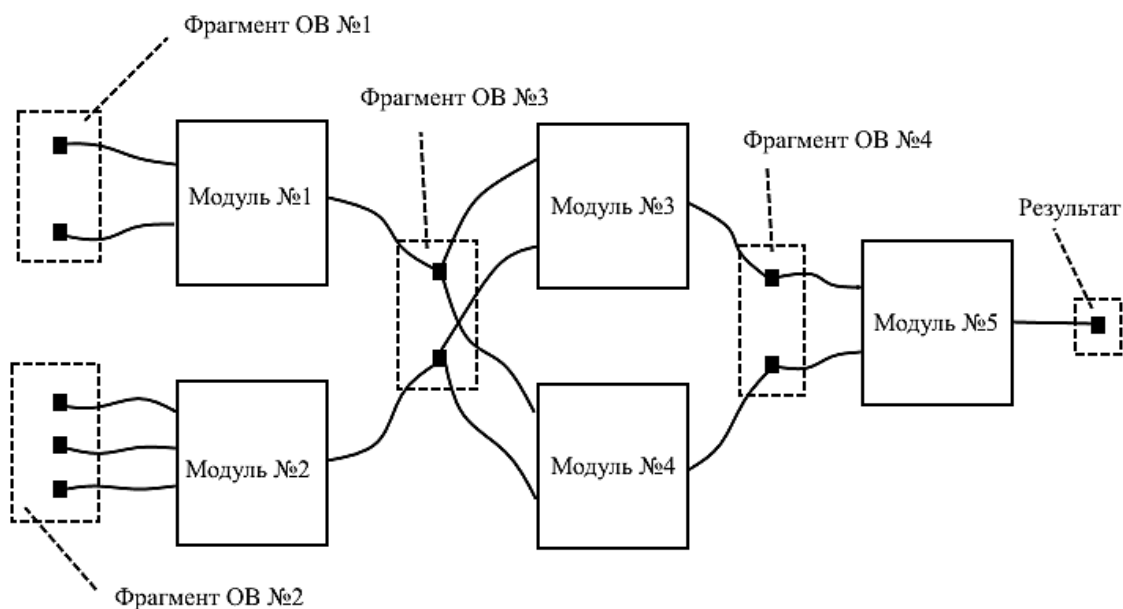 Фрагмент ОВ №1
Фрагмент ОВ №3
Фрагмент ОВ №4
Результат
Модуль №1
Модуль №3
Модуль №5
Модуль №2
Модуль №4
Фрагмент ОВ №2